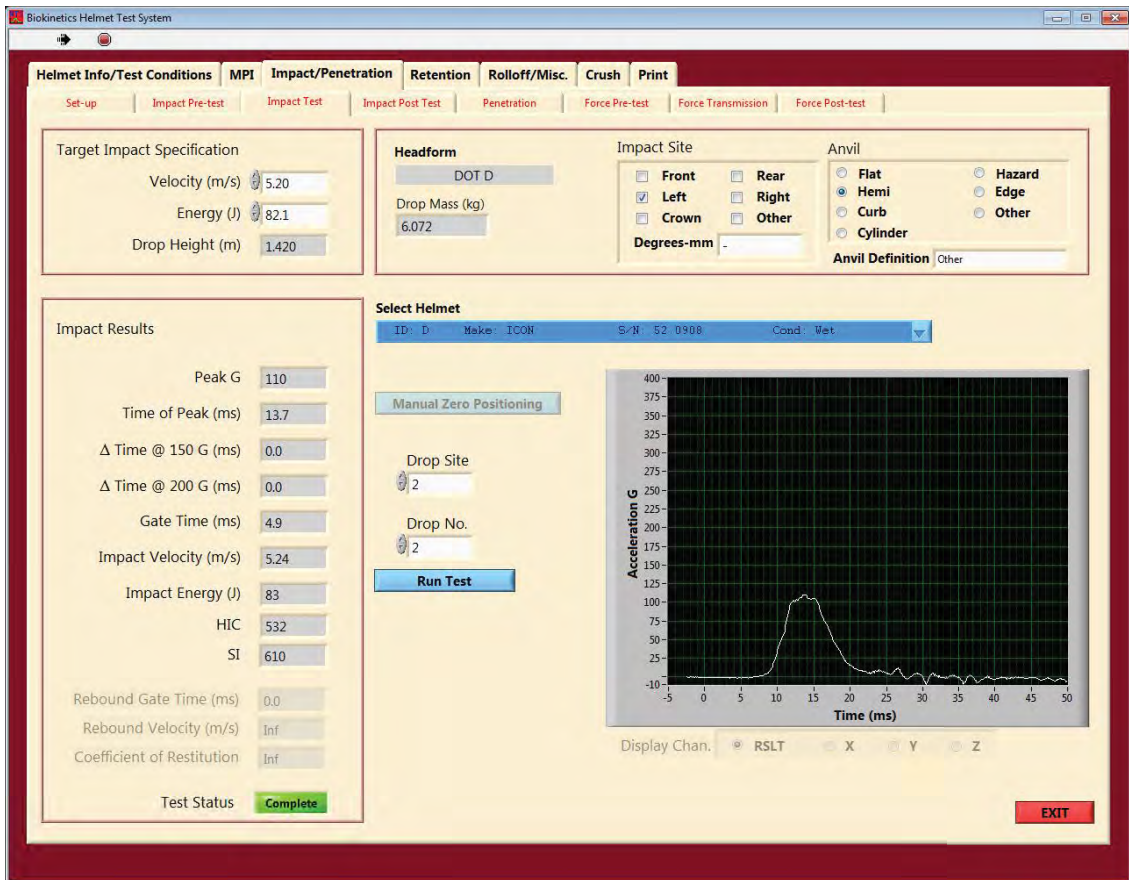 Biokinetics Helmet Test System
Helmet Info/Test Conditions MPI Impact/Penetration Retention Rolloff/Misc. Crush Print
Set-up Impact Pre-test Impact Test Impact Post Test Penetration Force Pre-test Force Transmission Force Post-test
Target Impact Specification
Velocity (m/s) 5.20
Energy (J) 82.1
Drop Height (m) 1.420
Headform
DOT D
Drop Mass (kg)
6.072
Impact Site
Front Rear
Left Right
Crown Other
Degrees-mm -
Anvil
Flat Hazard
Hemi Edge
Curb Other
Cylinder
Anvil Definition Other
Impact Results
Peak G 110
Time of Peak (ms) 13.7
Δ Time @ 150 G (ms) 0.0
Δ Time @ 200 G (ms) 0.0
Gate Time (ms) 4.9
Impact Velocity (m/s) 5.24
Impact Energy (J) 83
HIC 532
SI 610
Rebound Gate Time (ms) 0.0
Rebound Velocity (m/s) Inf
Coefficient of Restitution Inf
Test Status Complete
Select Helmet
ID: D Make: ICON S/N: 52 0908 Cond: Wet
Manual Zero Positioning
Drop Site
2
Drop No.
2
Run Test
Acceleration G
400
375
350
325
300
275
250
225
200
175
150
125
100
75
50
25
-10
-5 0 5 10 15 20 25 30 35 40 45 50
Time (ms)
Display Chan. RSLT X Y Z
EXIT